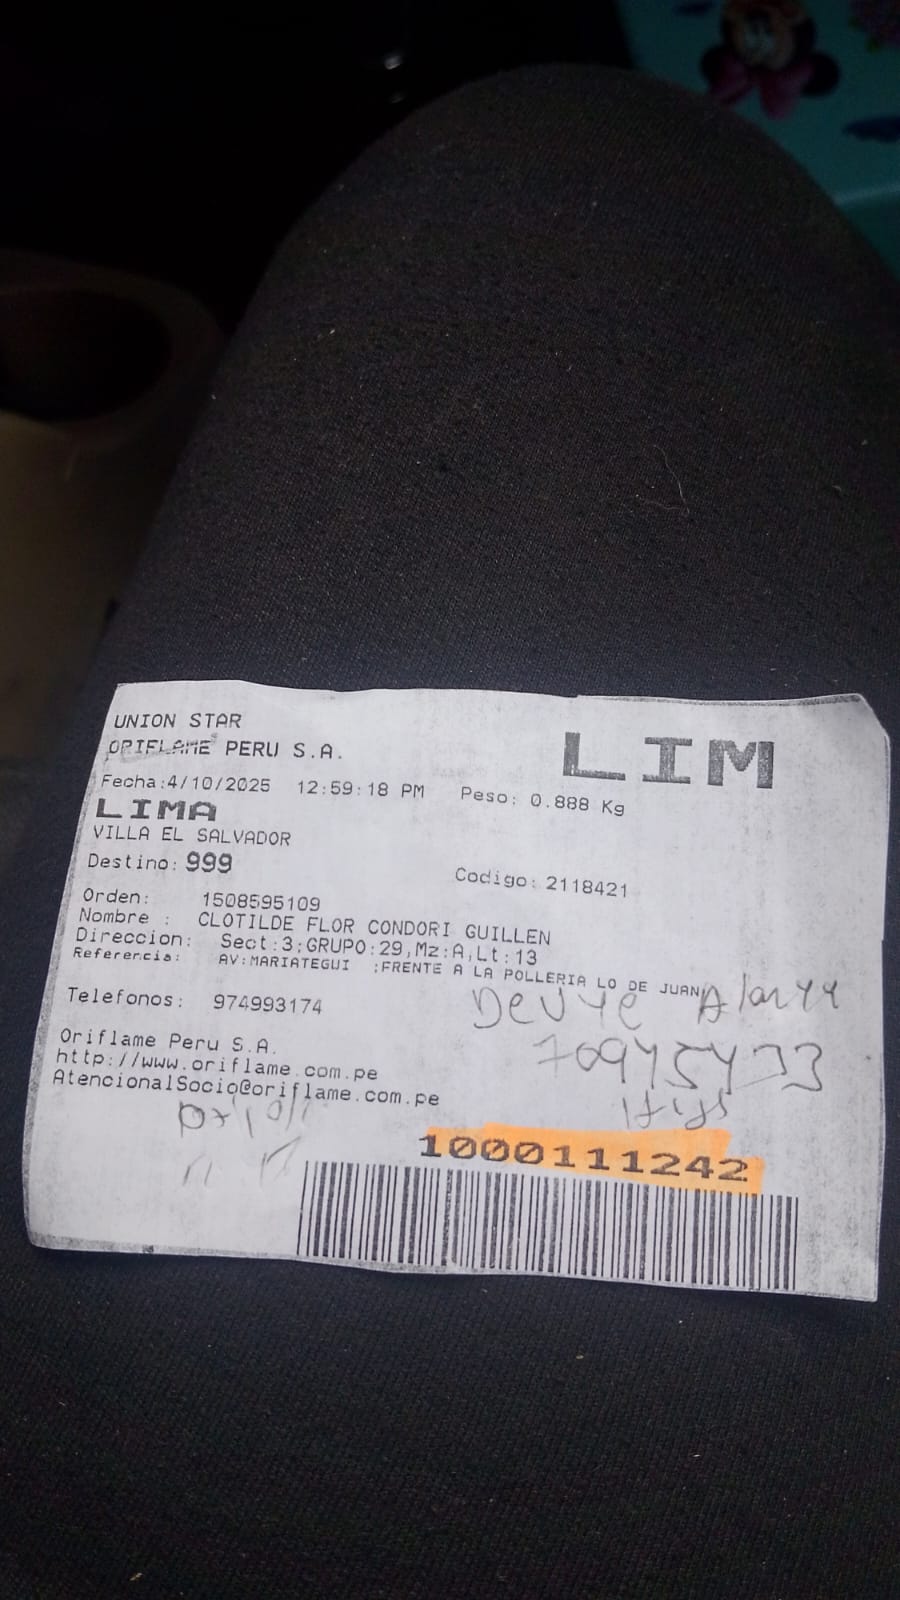 UNION STAR
ORIFLAME PERU S.A.
LIM
Fecha:4/10/2025 12:59:18 PM Peso: 0.888 Kg
LIMA
VILLA EL SALVADOR
Destino: 999 Codigo: 2118421
Orden: 1508595109
Nombre : CLOTILDE FLOR CONDORI GUILLEN
Direccion: Sect:3;GRUPO:29,Mz:A,Lt:13
Referencia: AV:MARIATEGUI ;FRENTE A LA POLLERIA LO DE JUAN
Telefonos: 974993174
Oriflame Peru S.A.
http://www.oriflame.com.pe
AtencionalSocio@oriflame.com.pe
1000111242